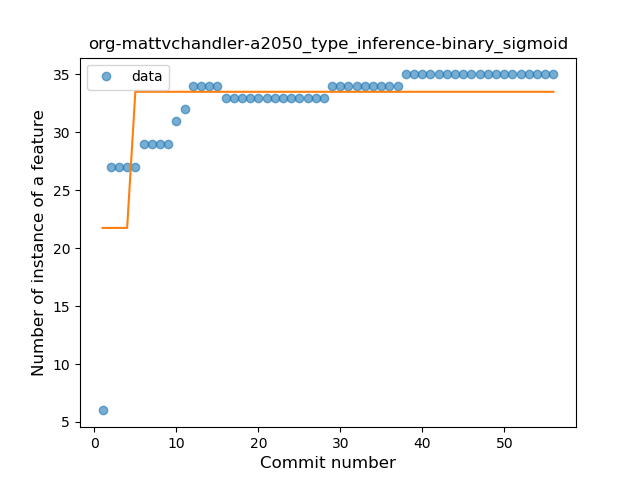 org-mattvchandler-a2050_type_inference-binary_sigmoid
data
Number of instance of a feature
35
30
25
20
15
10
5
0 10 20 30 40 50
Commit number